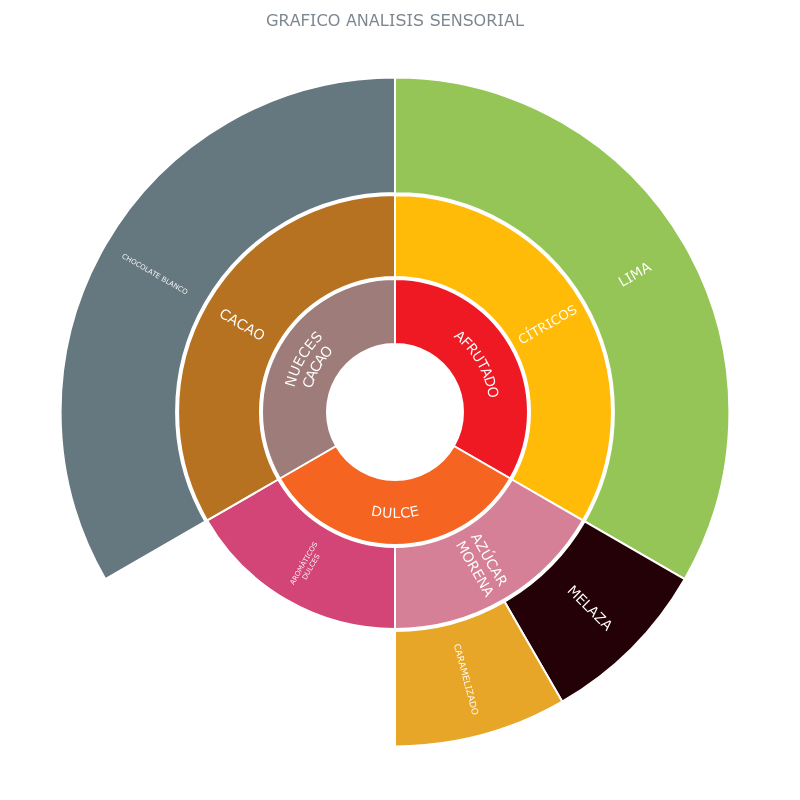 GRAFICO ANALISIS SENSORIAL
LIMA
CHOCOLATE BLANCO
CACAO
CÍTRICOS
NUECES
CACAO
AFRUTADO
DULCE
AZÚCAR
MORENA
AROMÁTICOS
DULCES
MELAZA
CARAMELIZADO